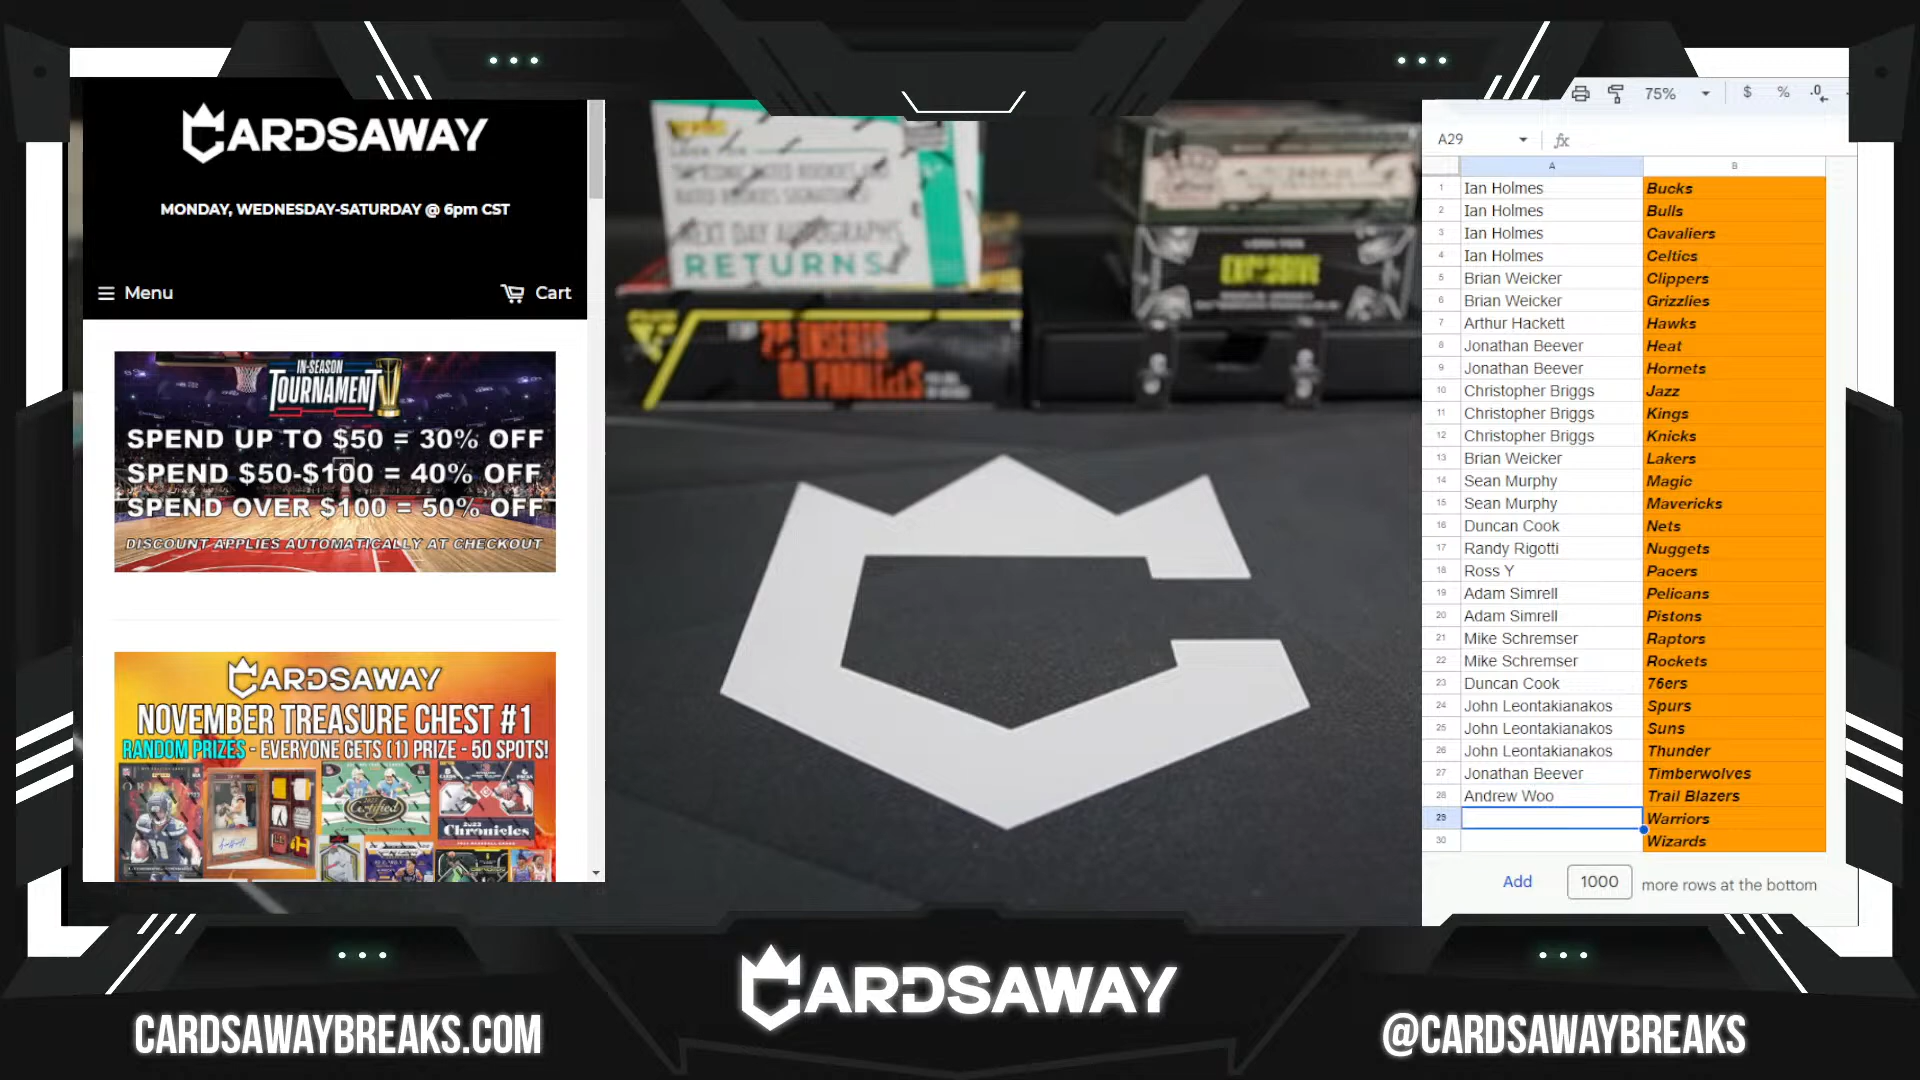 CARDSAWAY
MONDAY, WEDNESDAY-SATURDAY @ 6pm CST
Menu
Cart
IN-SEASON
TOURNAMENT
SPEND UP TO $50 = 30% OFF
SPEND $50-$100 = 40% OFF
SPEND OVER $100 = 50% OFF
DISCOUNT APPLIES AUTOMATICALLY AT CHECKOUT
CARDSAWAY
NOVEMBER TREASURE CHEST #1
RANDOM PRIZES - EVERYONE GETS (1) PRIZE - 50 SPOTS!
Certified
Chronicles
NEXT DAY AUTOGRAPHS
RETURNS
75%
$
%
.0
A29
fx
A
B
1 Ian Holmes Bucks
2 Ian Holmes Bulls
3 Ian Holmes Cavaliers
4 Ian Holmes Celtics
5 Brian Weicker Clippers
6 Brian Weicker Grizzlies
7 Arthur Hackett Hawks
8 Jonathan Beever Heat
9 Jonathan Beever Hornets
10 Christopher Briggs Jazz
11 Christopher Briggs Kings
12 Christopher Briggs Knicks
13 Brian Weicker Lakers
14 Sean Murphy Magic
15 Sean Murphy Mavericks
16 Duncan Cook Nets
17 Randy Rigotti Nuggets
18 Ross Y Pacers
19 Adam Simrell Pelicans
20 Adam Simrell Pistons
21 Mike Schremser Raptors
22 Mike Schremser Rockets
23 Duncan Cook 76ers
24 John Leontakianakos Spurs
25 John Leontakianakos Suns
26 John Leontakianakos Thunder
27 Jonathan Beever Timberwolves
28 Andrew Woo Trail Blazers
29 Warriors
30 Wizards
Add 1000 more rows at the bottom
CARDSAWAY
CARDSAWAYBREAKS.COM
@CARDSAWAYBREAKS